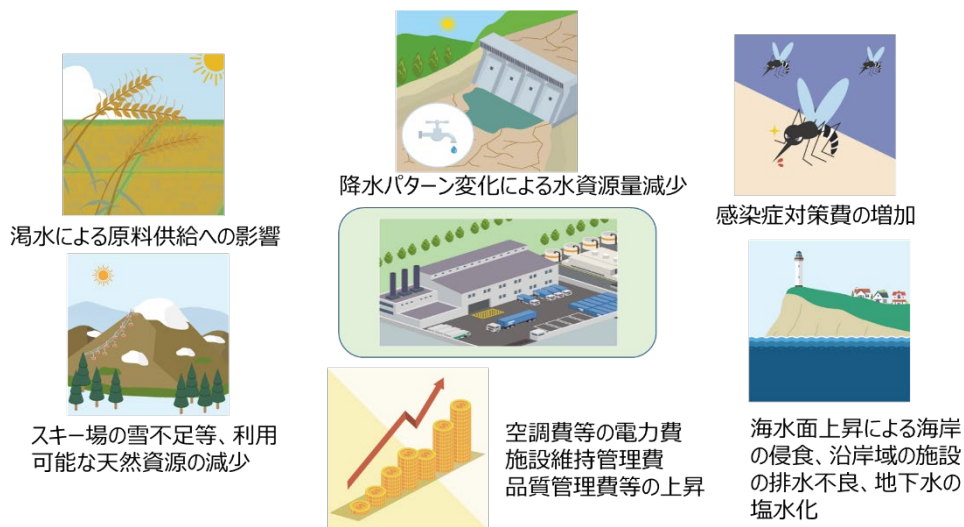 降水パターン変化による水資源量減少
渇水による原料供給への影響
感染症対策費の増加
スキー場の雪不足等、利用
可能な天然資源の減少
空調費等の電力費
施設維持管理費
品質管理費等の上昇
海水面上昇による海岸
の侵食、沿岸域の施設
の排水不良、地下水の
塩水化